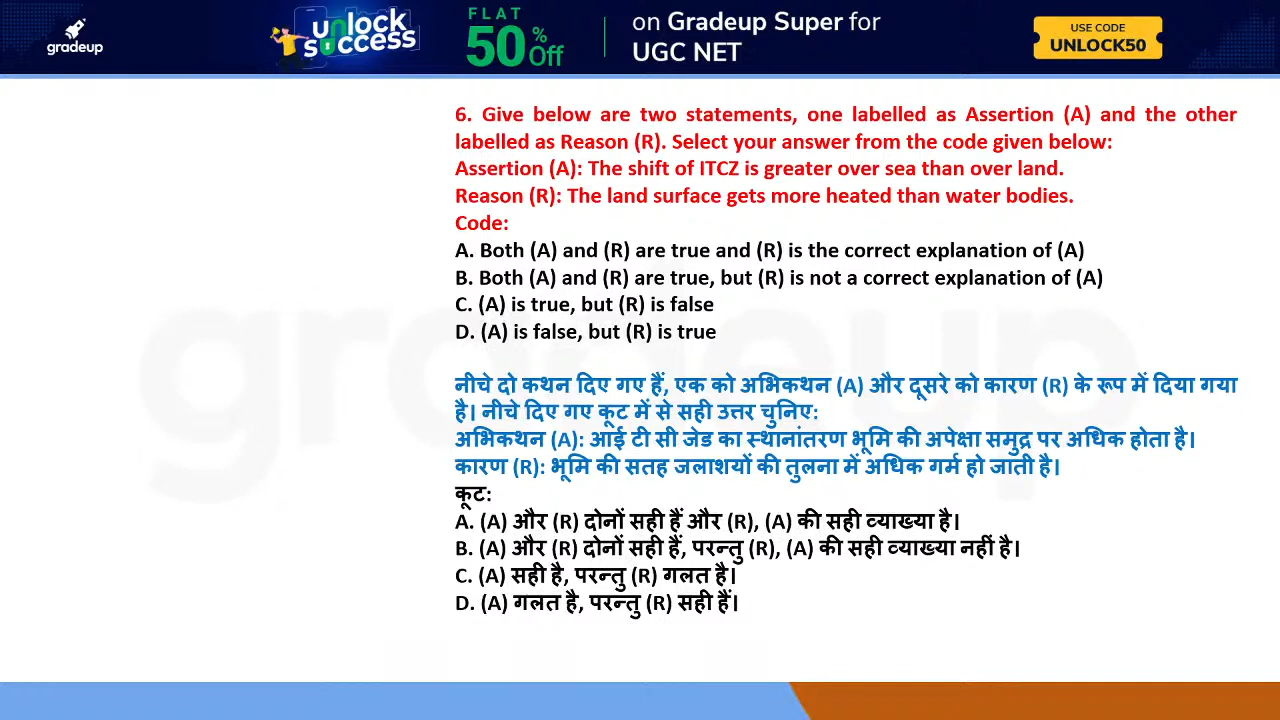 gradeup
unlock
success
FLAT
50% Off
on Gradeup Super for
UGC NET
USE CODE
UNLOCK50
6. Give below are two statements, one labelled as Assertion (A) and the other
labelled as Reason (R). Select your answer from the code given below:
Assertion (A): The shift of ITCZ is greater over sea than over land.
Reason (R): The land surface gets more heated than water bodies.
Code:
A. Both (A) and (R) are true and (R) is the correct explanation of (A)
B. Both (A) and (R) are true, but (R) is not a correct explanation of (A)
C. (A) is true, but (R) is false
D. (A) is false, but (R) is true
नीचे दो कथन दिए गए हैं, एक को अभिकथन (A) और दूसरे को कारण (R) के रूप में दिया गया
है। नीचे दिए गए कूट में से सही उत्तर चुनिए:
अभिकथन (A): आई टी सी जेड का स्थानांतरण भूमि की अपेक्षा समुद्र पर अधिक होता है।
कारण (R): भूमि की सतह जलाशयों की तुलना में अधिक गर्म हो जाती है।
कूट:
A. (A) और (R) दोनों सही हैं और (R), (A) की सही व्याख्या है।
B. (A) और (R) दोनों सही हैं, परन्तु (R), (A) की सही व्याख्या नहीं है।
C. (A) सही है, परन्तु (R) गलत है।
D. (A) गलत है, परन्तु (R) सही हैं।
gradeup